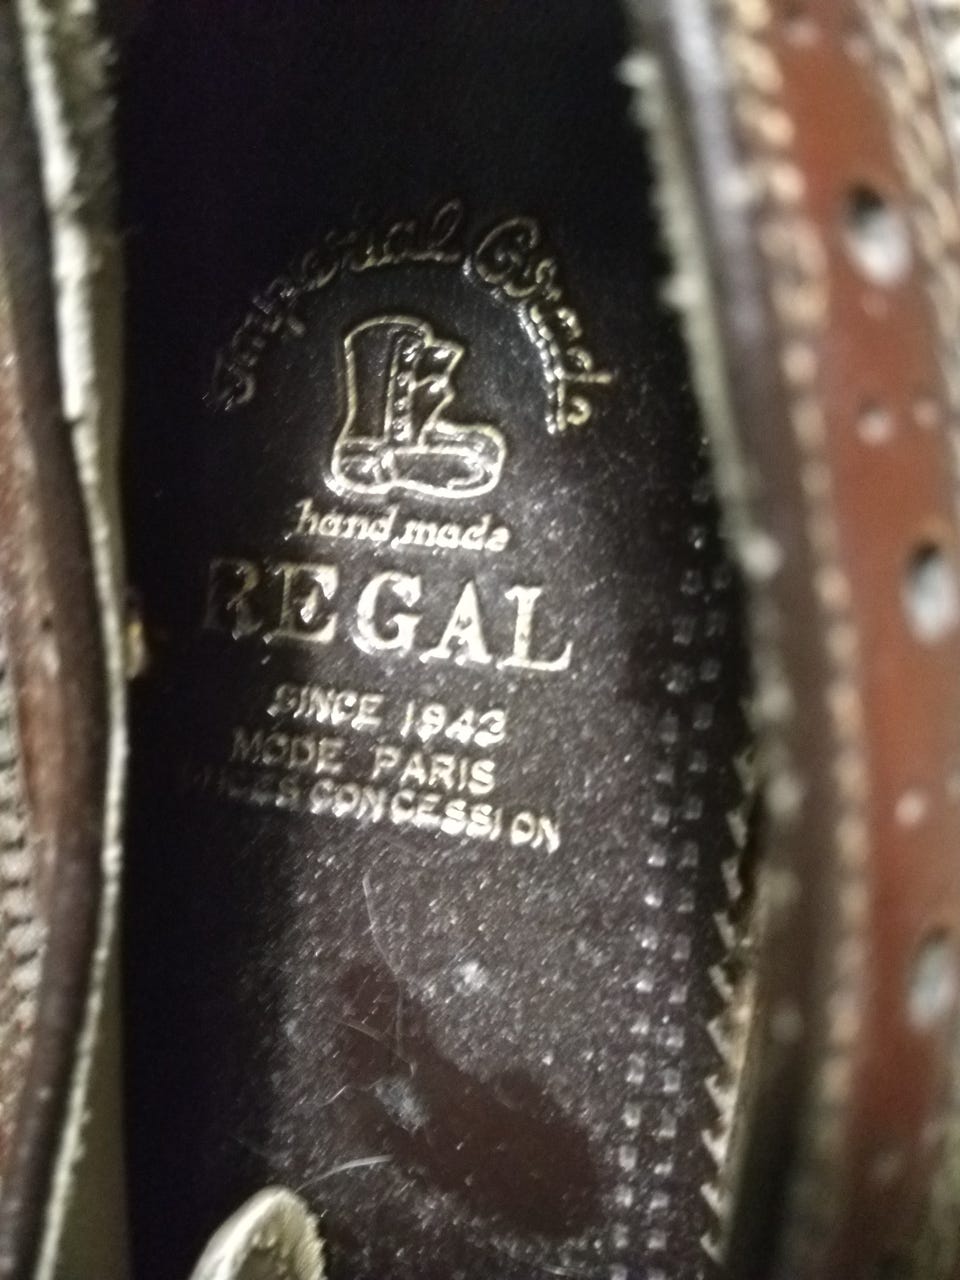 Imperial Grade
hand made
REGAL
SINCE 1943
MODE PARIS
CONCESSION